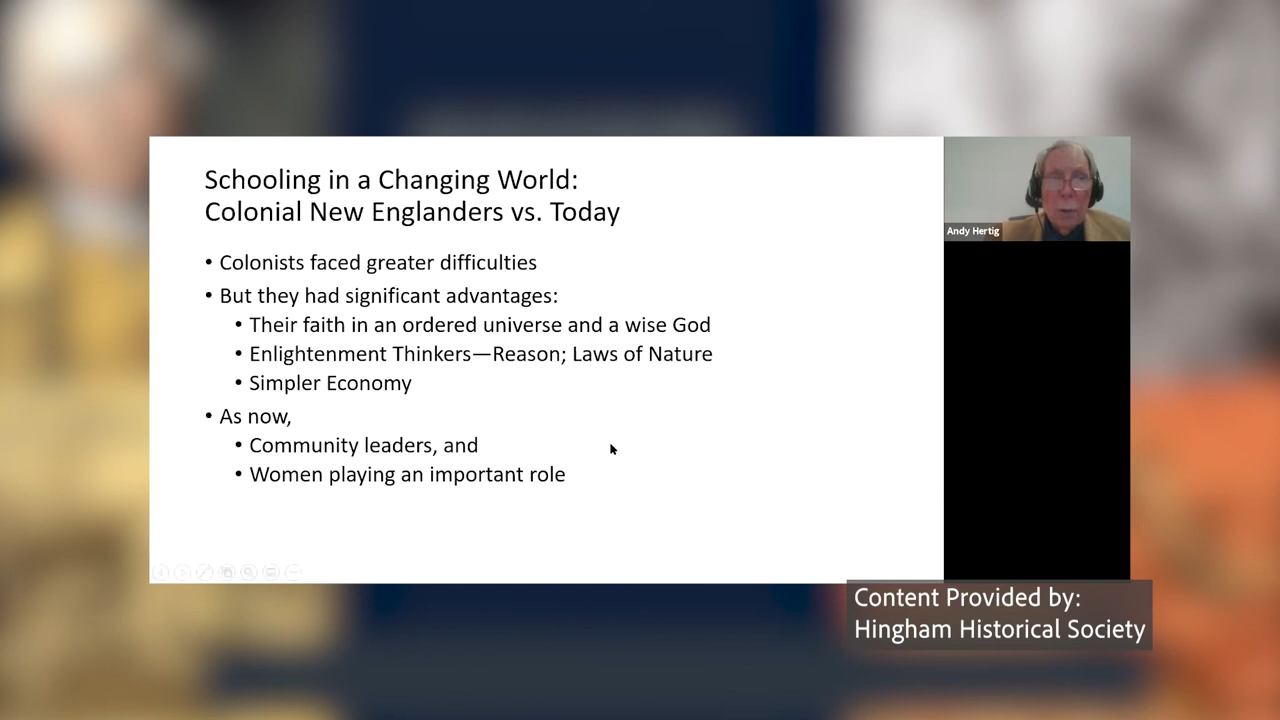 Schooling in a Changing World:
Colonial New Englanders vs. Today
• Colonists faced greater difficulties
• But they had significant advantages:
• Their faith in an ordered universe and a wise God
• Enlightenment Thinkers—Reason; Laws of Nature
• Simpler Economy
• As now,
• Community leaders, and
• Women playing an important role
Andy Hertig
Content Provided by:
Hingham Historical Society